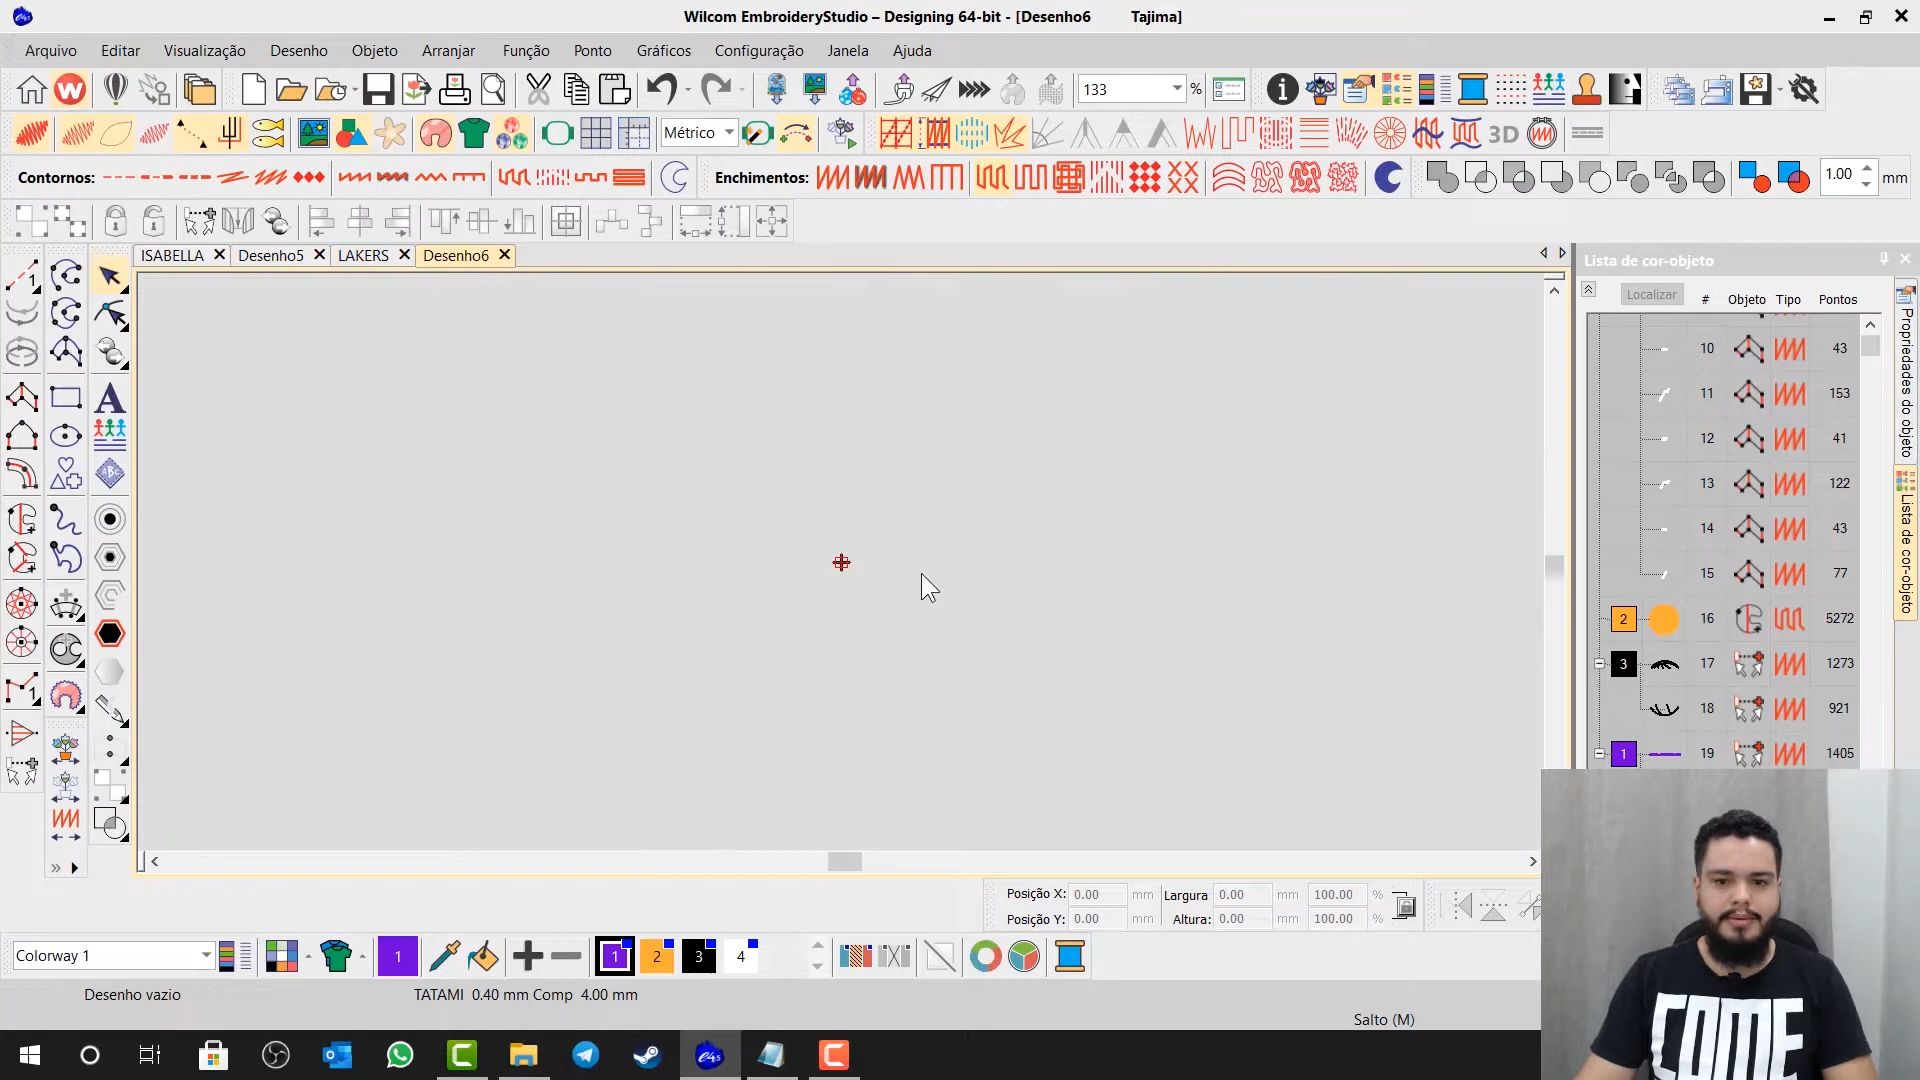 Wilcom EmbroideryStudio – Designing 64-bit - [Desenho6 Tajima]
Arquivo Editar Visualização Desenho Objeto Arranjar Função Ponto Gráficos Configuração Janela Ajuda
133 %
Métrico 3D
Contornos: Enchimentos: 1.00 mm
ISABELLA Desenho5 LAKERS Desenho6
Lista de cor-objeto
Localizar # Objeto Tipo Pontos
10 43
11 153
12 41
13 122
14 43
15 77
2 16 5272
3 17 1273
18 921
1 19 1405
Propriedades do objeto
Lista de cor-objeto
1
A
ABC
1
Posição X: 0.00 mm Largura 0.00 mm 100.00 %
Posição Y: 0.00 mm Altura: 0.00 mm 100.00 %
Colorway 1 1 1 2 3 4
Desenho vazio TATAMI 0.40 mm Comp 4.00 mm
Salto (M)
COME